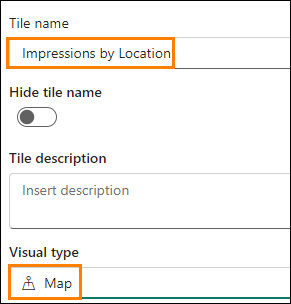 Tile name
Impressions by Location
Hide tile name
Tile description
Insert description
Visual type
Map